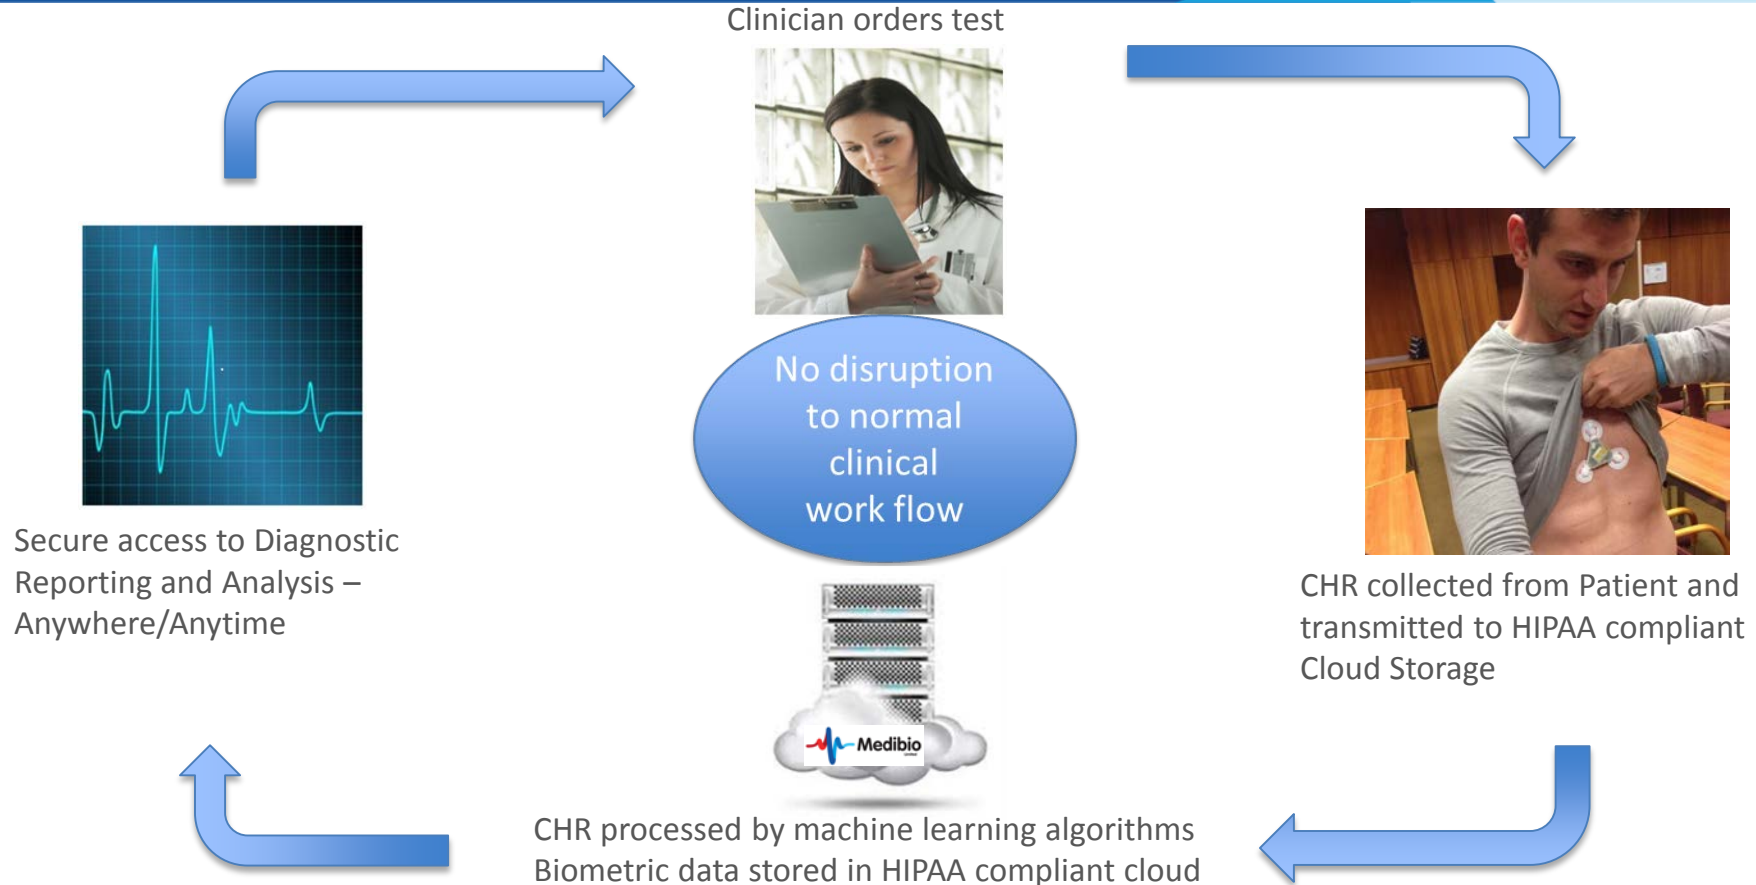 Clinician orders test
No disruption
to normal
clinical
work flow
Secure access to Diagnostic
Reporting and Analysis –
Anywhere/Anytime
CHR collected from Patient and
transmitted to HIPAA compliant
Cloud Storage
Medibio
CHR processed by machine learning algorithms
Biometric data stored in HIPAA compliant cloud